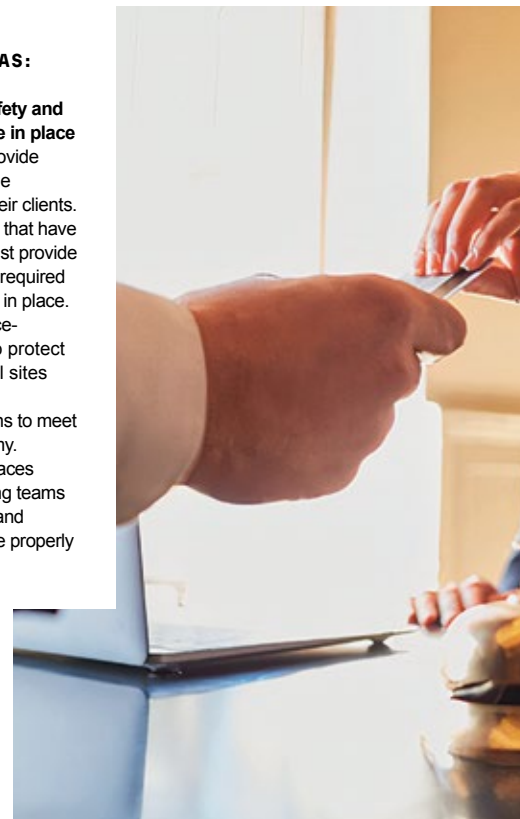 AS:
fety and
e in place
ovide
e
eir clients.
that have
st provide
required
in place.
ce-
o protect
l sites
ns to meet
ny.
aces
ng teams
and
e properly